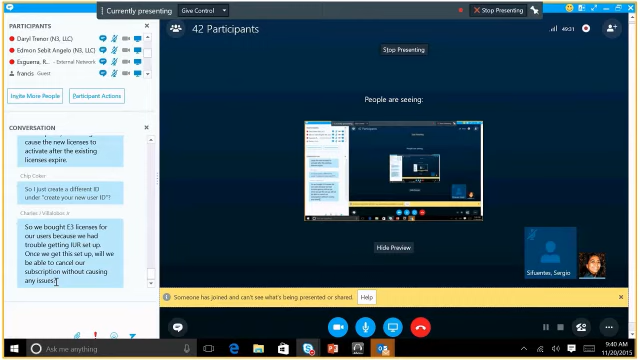 Currently presenting
Give Control
Stop Presenting
PARTICIPANTS
Daryl Trenor (N3, LLC)
Edmon Sebit Angelo (N3, LLC)
Esguerra, R... - External Network
francis Guest
Invite More People
Participant Actions
CONVERSATION
cause the new licenses to
activate after the existing
licenses expire.
Chip Coker
So I just create a different ID
under "create your new user ID"?
Charles J Villalobos Jr
So we bought E3 licenses for
our users because we had
trouble getting IUR set up.
Once we get this set up, will we
be able to cancel our
subscription without causing
any issues?
42 Participants
49:31
Stop Presenting
People are seeing:
Hide Preview
Sifuentes, Sergio
Someone has joined and can't see what's being presented or shared.
Help
Ask me anything
9:40 AM
11/20/2015